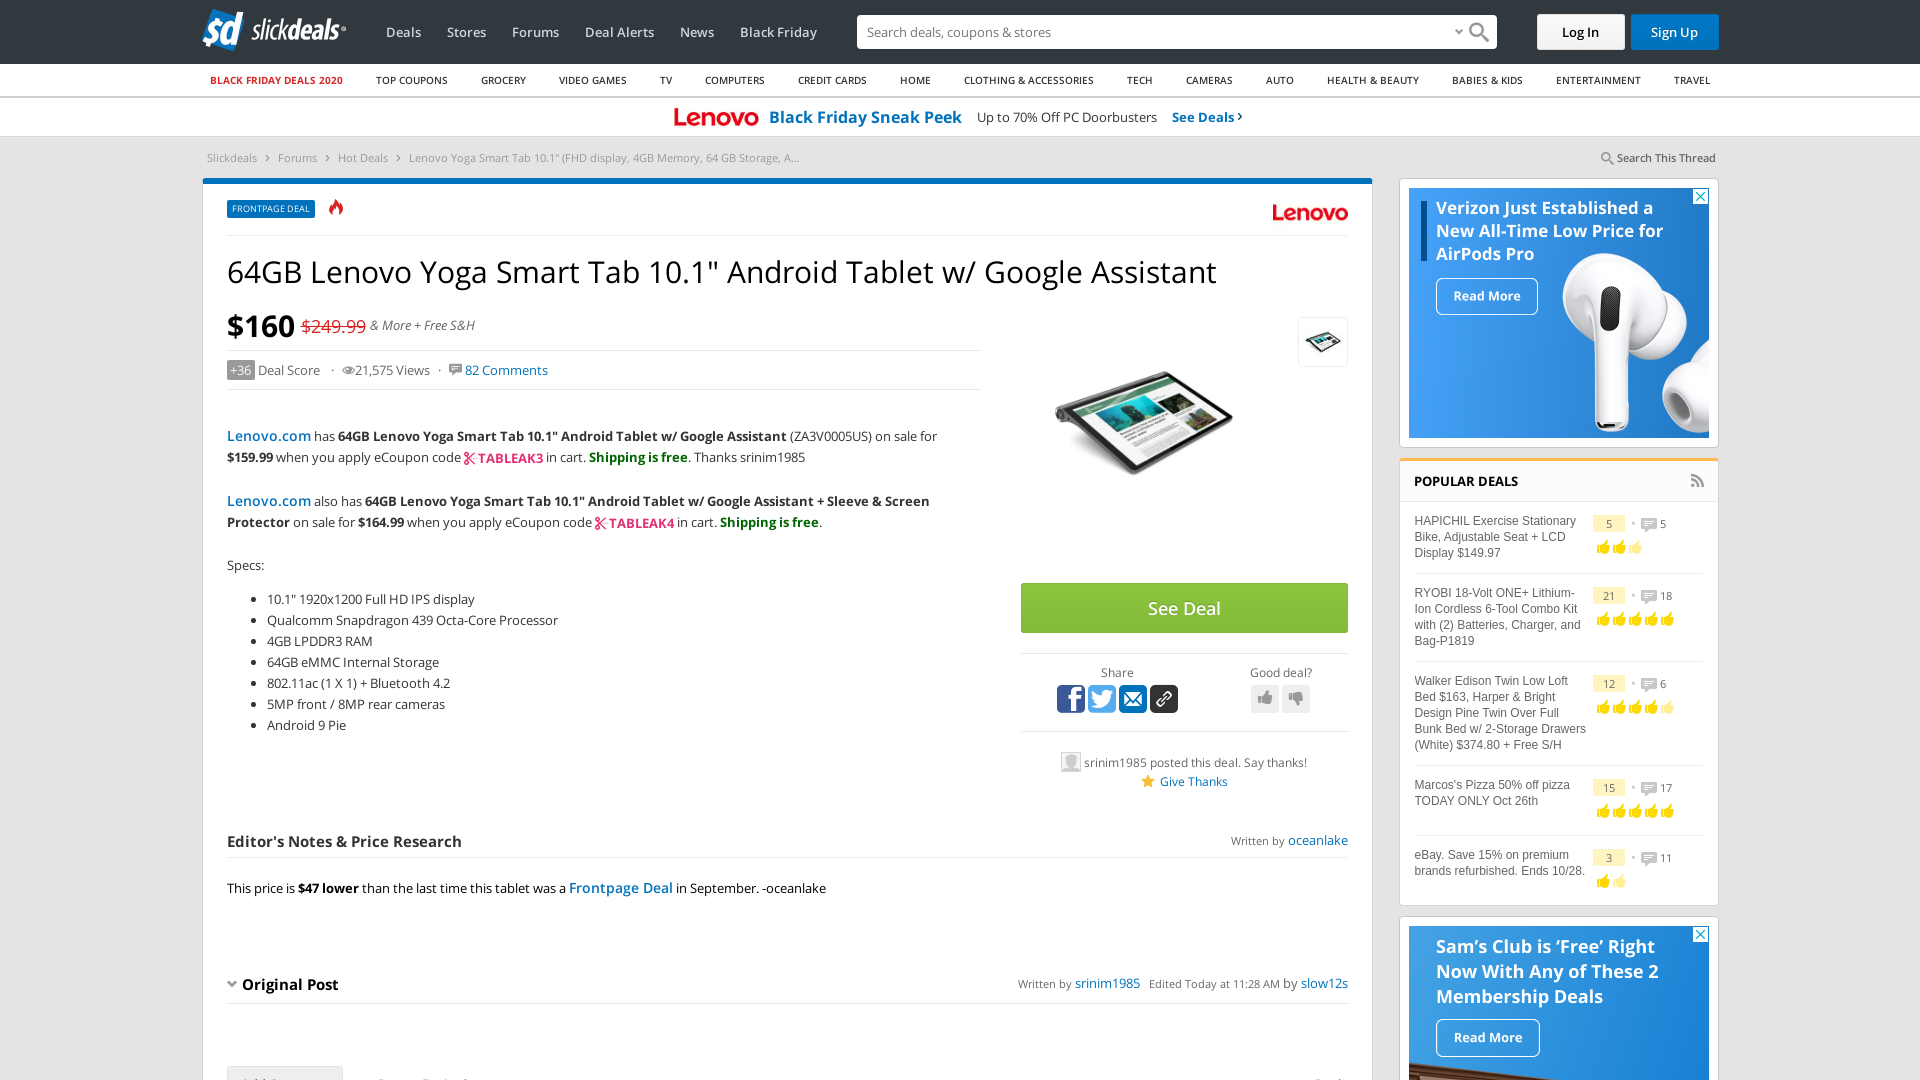 sd slickdeals
Deals Stores Forums Deal Alerts News Black Friday
Search deals, coupons & shops
Log In Sign Up
BLACK FRIDAY DEALS 2020 TOP COUPONS GROCERY VIDEO GAMES TV COMPUTERS CREDIT CARDS HOME CLOTHING & ACCESSORIES TECH CAMERAS AUTO HEALTH & BEAUTY BABIES & KIDS ENTERTAINMENT TRAVEL
Lenovo Black Friday Sneak Peek Up to 70% Off PC Doorbusters See Deals ›
Slickdeals › Forums › Hot Deals › Lenovo Yoga Smart Tab 10.1" (FHD display, 4GB Memory, 64 GB Storage, A...
Search This Thread
FRONTPAGE DEAL
Lenovo
64GB Lenovo Yoga Smart Tab 10.1" Android Tablet w/ Google Assistant
$160 $249.99 & More + Free S&H
+36 Deal Score · 21,575 Views · 82 Comments
Lenovo.com has 64GB Lenovo Yoga Smart Tab 10.1" Android Tablet w/ Google Assistant (ZA3V0005US) on sale for
$159.99 when you apply eCoupon code TABLEAK3 in cart. Shipping is free. Thanks srinim1985
Lenovo.com also has 64GB Lenovo Yoga Smart Tab 10.1" Android Tablet w/ Google Assistant + Sleeve & Screen
Protector on sale for $164.99 when you apply eCoupon code TABLEAK4 in cart. Shipping is free.
Specs:
• 10.1" 1920x1200 Full HD IPS display
• Qualcomm Snapdragon 439 Octa-Core Processor
• 4GB LPDDR3 RAM
• 64GB eMMC Internal Storage
• 802.11ac (1 X 1) + Bluetooth 4.2
• 5MP front / 8MP rear cameras
• Android 9 Pie
See Deal
Share Good deal?
srinim1985 posted this deal. Say thanks!
Give Thanks
Editor's Notes & Price Research
Written by oceanlake
This price is $47 lower than the last time this tablet was a Frontpage Deal in September. -oceanlake
Original Post
Written by srinim1985 Edited Today at 11:28 AM by slow12s
Verizon Just Established a
New All-Time Low Price for
AirPods Pro
Read More
POPULAR DEALS
HAPICHIL Exercise Stationary
Bike, Adjustable Seat + LCD
Display $149.97
5 • 5
RYOBI 18-Volt ONE+ Lithium-
Ion Cordless 6-Tool Combo Kit
with (2) Batteries, Charger, and
Bag-P1819
21 • 18
Walker Edison Twin Low Loft
Bed $163, Harper & Bright
Design Pine Twin Over Full
Bunk Bed w/ 2-Storage Drawers
(White) $374.80 + Free S/H
12 • 6
Marcos's Pizza 50% off pizza
TODAY ONLY Oct 26th
15 • 17
eBay. Save 15% on premium
brands refurbished. Ends 10/28.
3 • 11
Sam's Club is 'Free' Right
Now With Any of These 2
Membership Deals
Read More